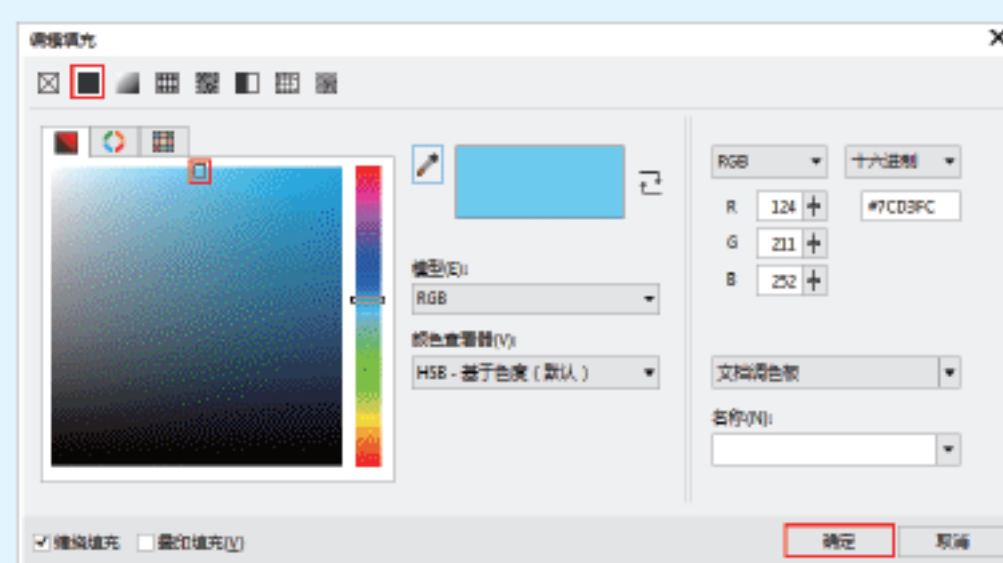 编辑填充
RGB
十六进制
R 124 #7CD3FC
G 211
B 252
模型(E):
RGB
颜色查看器(V):
HSB - 基于色度 ( 默认 )
文档调色板
名称(N):
缠绕填充 叠印填充(V)
确定 取消